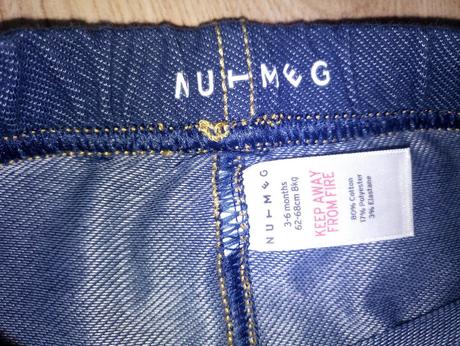 NUTMEG
NUTMEG
3-6 months
62-68cm 8kg
KEEP AWAY
FROM FIRE
80% Cotton
17% Polyester
3% Elastane